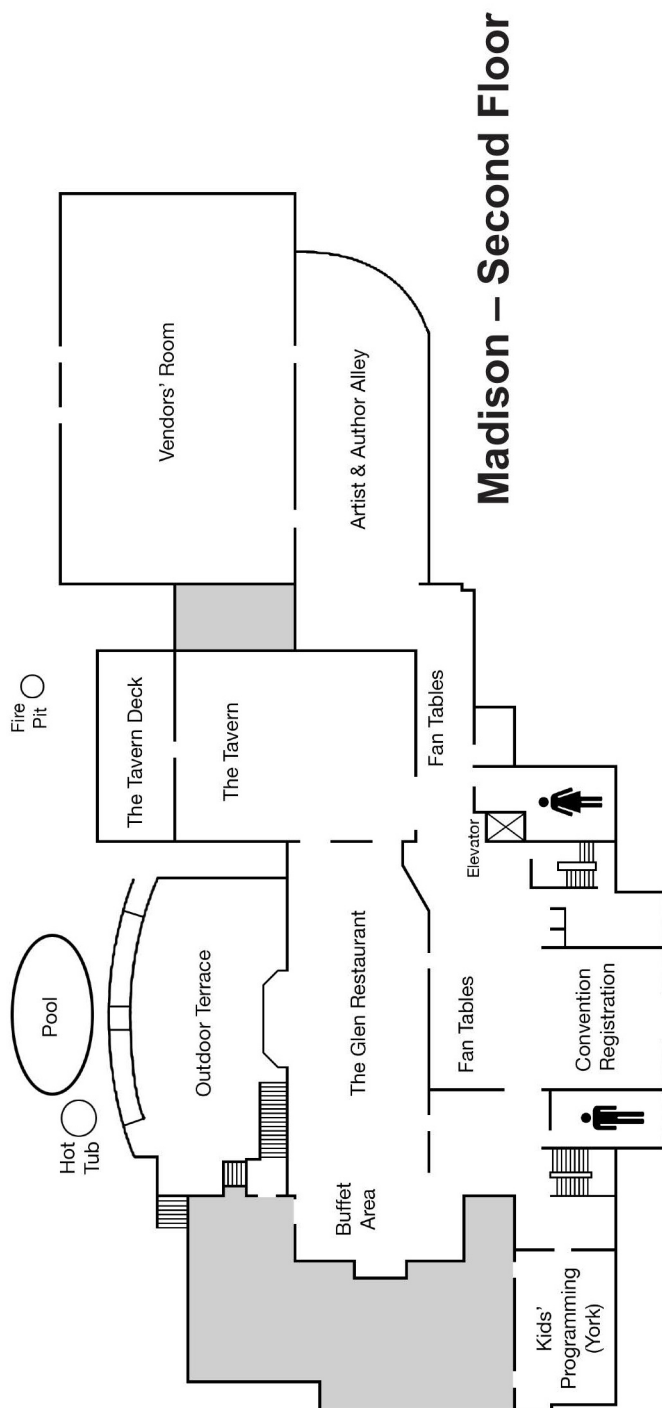 Madison – Second Floor
Pool
Hot
Tub
Fire
Pit
Outdoor Terrace
The Tavern Deck
The Tavern
Vendors' Room
Buffet
Area
The Glen Restaurant
Artist & Author Alley
Fan Tables
Fan Tables
Elevator
Kids'
Programming
(York)
Convention
Registration